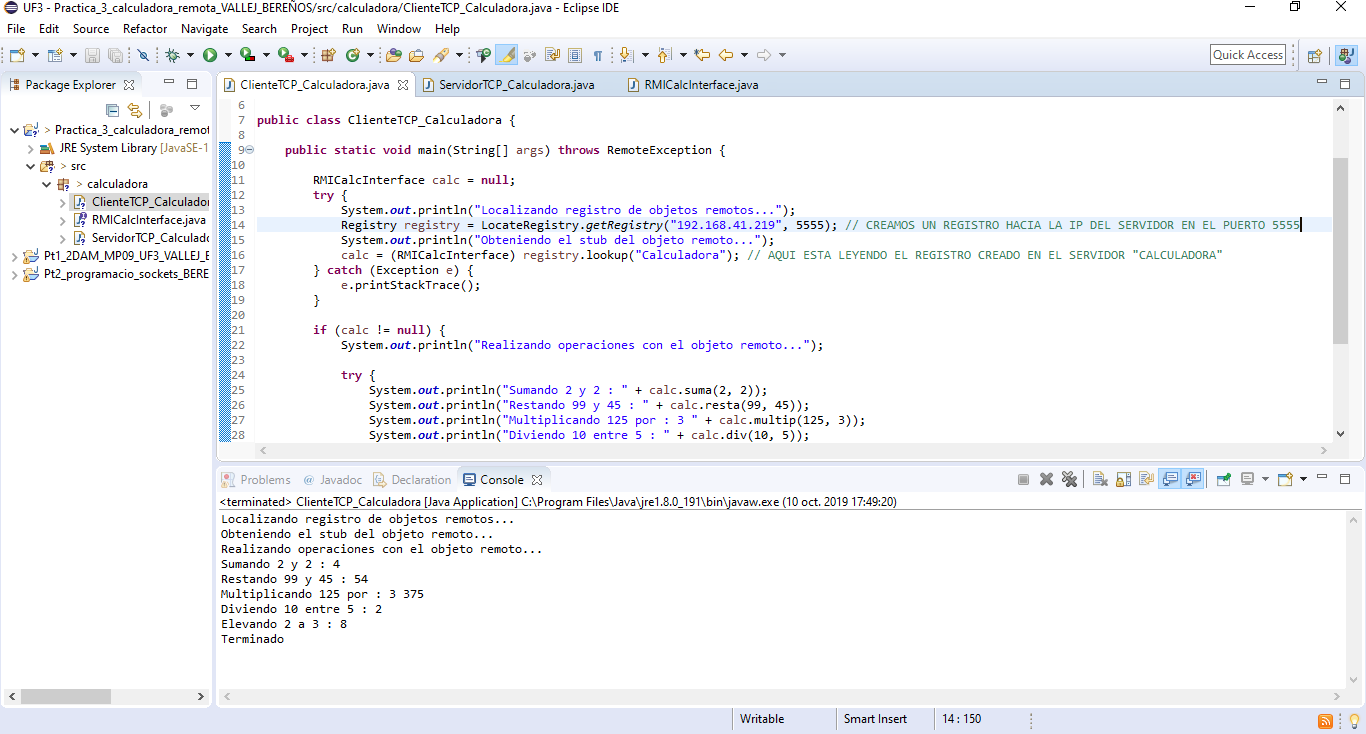 UF3 - Practica_3_calculadora_remota_VALLEJ_BEREÑOS/src/calculadora/ClienteTCP_Calculadora.java - Eclipse IDE
File Edit Source Refactor Navigate Search Project Run Window Help
Quick Access
Package Explorer
> Practica_3_calculadora_remot
JRE System Library [JavaSE-1
> src
> calculadora
ClienteTCP_Calculador
RMICalcInterface.java
ServidorTCP_Calculad
Pt1_2DAM_MP09_UF3_VALLEJ_E
Pt2_programacio_sockets_BERE
ClienteTCP_Calculadora.java ServidorTCP_Calculadora.java RMICalcInterface.java
6
7 public class ClienteTCP_Calculadora {
8
9 public static void main(String[] args) throws RemoteException {
10
11 RMICalcInterface calc = null;
12 try {
13 System.out.println("Localizando registro de objetos remotos...");
14 Registry registry = LocateRegistry.getRegistry("192.168.41.219", 5555); // CREAMOS UN REGISTRO HACIA LA IP DEL SERVIDOR EN EL PUERTO 5555
15 System.out.println("Obteniendo el stub del objeto remoto...");
16 calc = (RMICalcInterface) registry.lookup("Calculadora"); // AQUI ESTA LEYENDO EL REGISTRO CREADO EN EL SERVIDOR "CALCULADORA"
17 } catch (Exception e) {
18 e.printStackTrace();
19 }
20
21 if (calc != null) {
22 System.out.println("Realizando operaciones con el objeto remoto...");
23
24 try {
25 System.out.println("Sumando 2 y 2 : " + calc.suma(2, 2));
26 System.out.println("Restando 99 y 45 : " + calc.resta(99, 45));
27 System.out.println("Multiplicando 125 por : 3 " + calc.multip(125, 3));
28 System.out.println("Diviendo 10 entre 5 : " + calc.div(10, 5));
Problems Javadoc Declaration Console
<terminated> ClienteTCP_Calculadora [Java Application] C:\Program Files\Java\jre1.8.0_191\bin\javaw.exe (10 oct. 2019 17:49:20)
Localizando registro de objetos remotos...
Obteniendo el stub del objeto remoto...
Realizando operaciones con el objeto remoto...
Sumando 2 y 2 : 4
Restando 99 y 45 : 54
Multiplicando 125 por : 3 375
Diviendo 10 entre 5 : 2
Elevando 2 a 3 : 8
Terminado
Writable Smart Insert 14 : 150